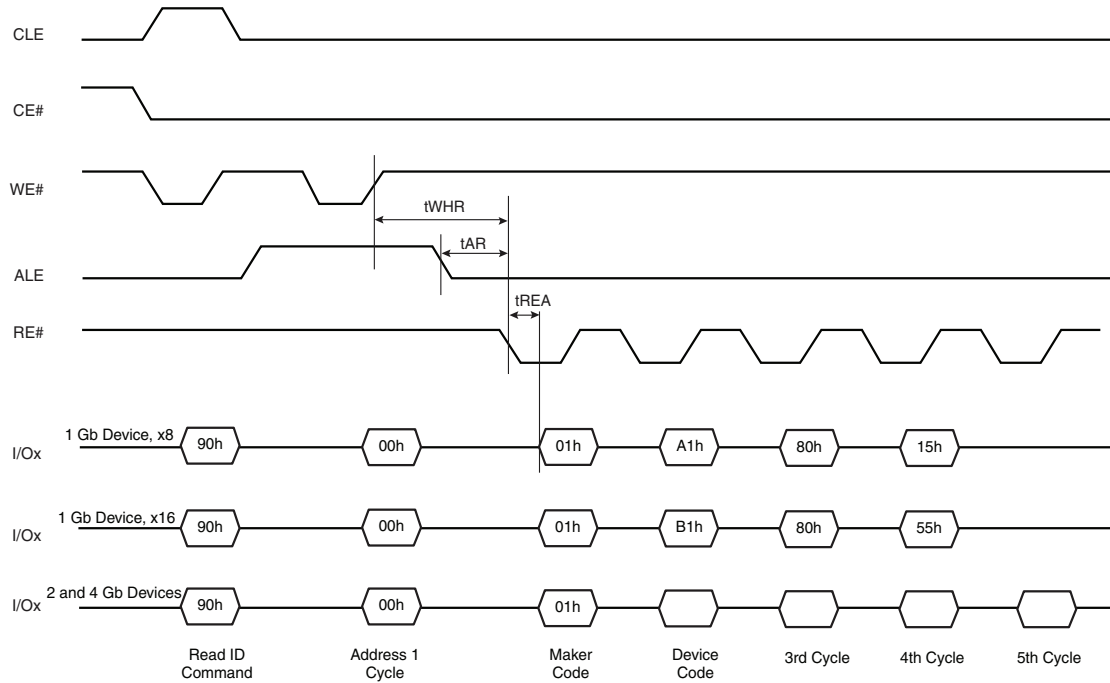 CLE
CE#
WE#
tWHR
tAR
ALE
tREA
RE#
1 Gb Device, x8
I/Ox
90h
00h
01h
A1h
80h
15h
1 Gb Device, x16
I/Ox
90h
00h
01h
B1h
80h
55h
2 and 4 Gb Devices
I/Ox
90h
00h
01h
Read ID
Command
Address 1
Cycle
Maker
Code
Device
Code
3rd Cycle
4th Cycle
5th Cycle